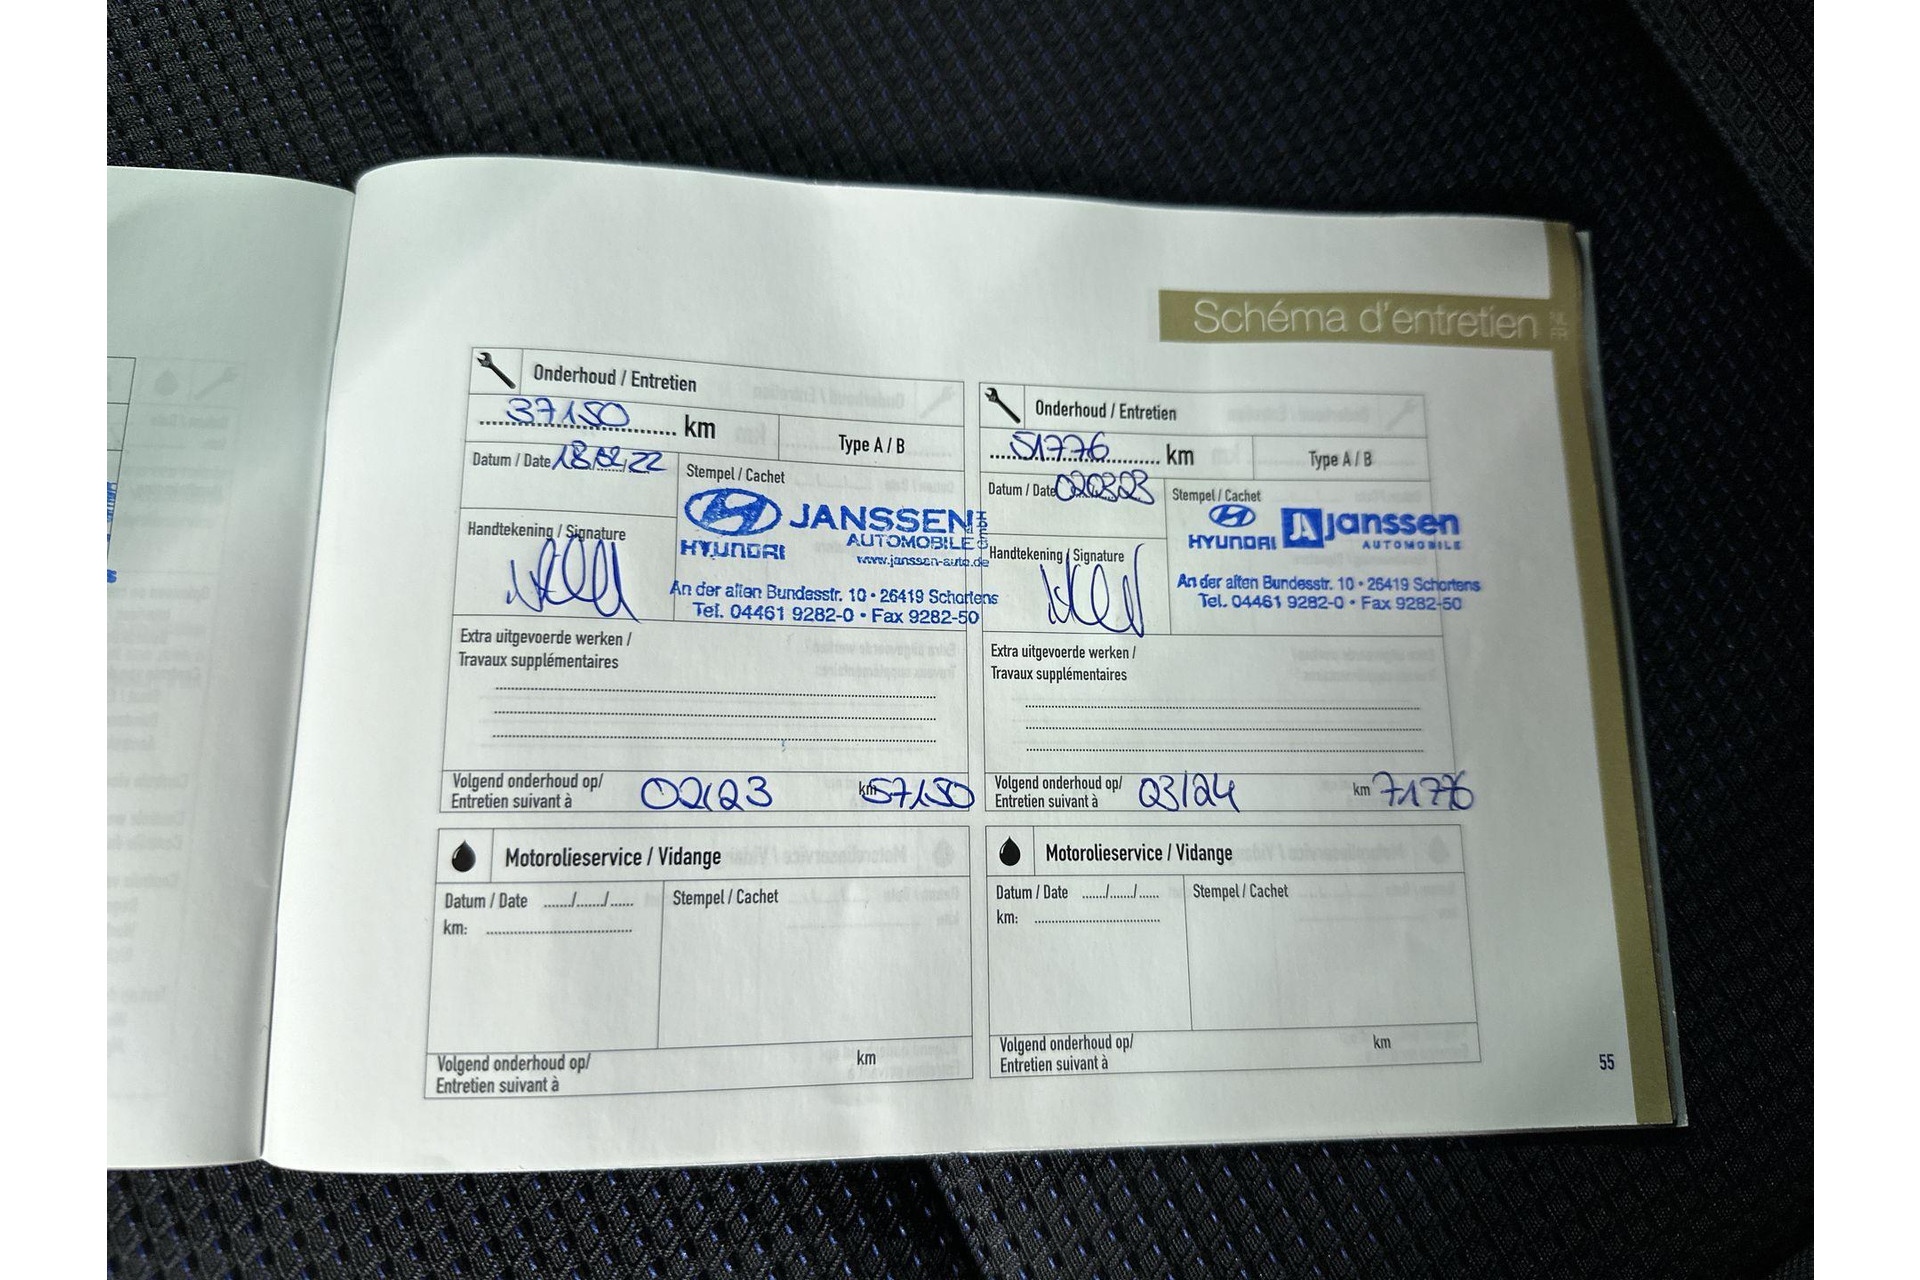 Schéma d'entretien
NL
FR
Onderhoud / Entretien
37150 km
Type A / B
Datum / Date 18.02.22
Stempel / Cachet
HYUNDAI
JANSSEN
AUTOMOBILE
www.janssen-auto.de
An der alten Bundesstr. 10 • 26419 Schortens
Tel. 04461 9282-0 • Fax 9282-50
Handtekening / Signature
Extra uitgevoerde werken /
Travaux supplémentaires
Volgend onderhoud op/
Entretien suivant à
02/23 km 57150
Onderhoud / Entretien
51776 km
Type A / B
Datum / Date 020323
Stempel / Cachet
HYUNDAI
Janssen
AUTOMOBILE
An der alten Bundesstr. 10 • 26419 Schortens
Tel. 04461 9282-0 • Fax 9282-50
Handtekening / Signature
Extra uitgevoerde werken /
Travaux supplémentaires
Volgend onderhoud op/
Entretien suivant à
03/24 km 71776
Motorolieservice / Vidange
Datum / Date ....../....../......
km:
Stempel / Cachet
Volgend onderhoud op/
Entretien suivant à
km
Motorolieservice / Vidange
Datum / Date ....../....../......
km:
Stempel / Cachet
Volgend onderhoud op/
Entretien suivant à
km
55